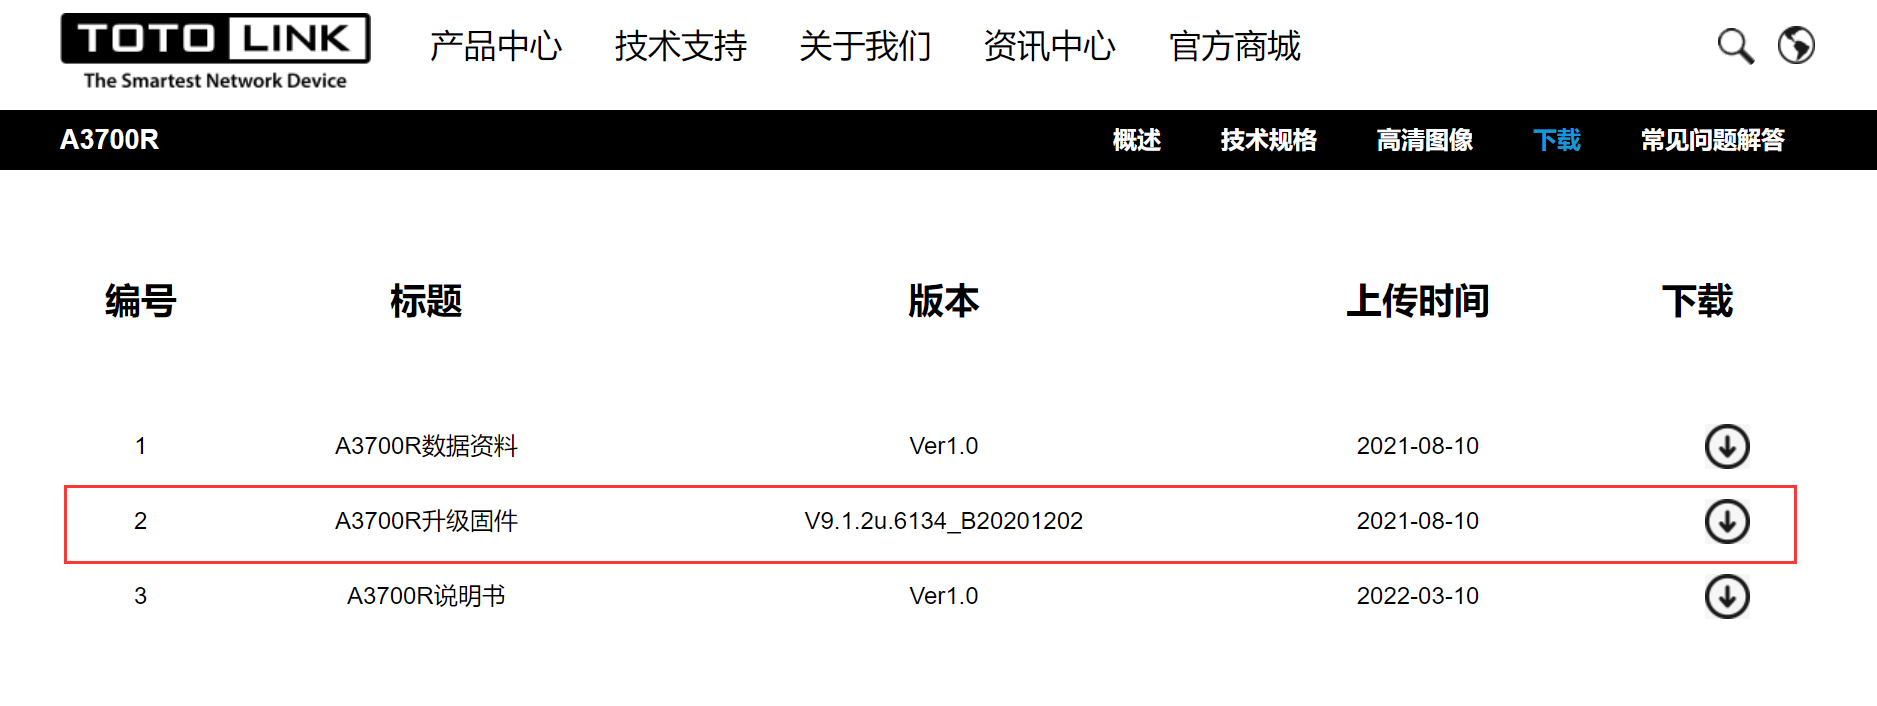 TOTO LINK
The Smartest Network Device
产品中心 技术支持 关于我们 资讯中心 官方商城
A3700R 概述 技术规格 高清图像 下载 常见问题解答
编号 标题 版本 上传时间 下载
1 A3700R数据资料 Ver1.0 2021-08-10
2 A3700R升级固件 V9.1.2u.6134_B20201202 2021-08-10
3 A3700R说明书 Ver1.0 2022-03-10